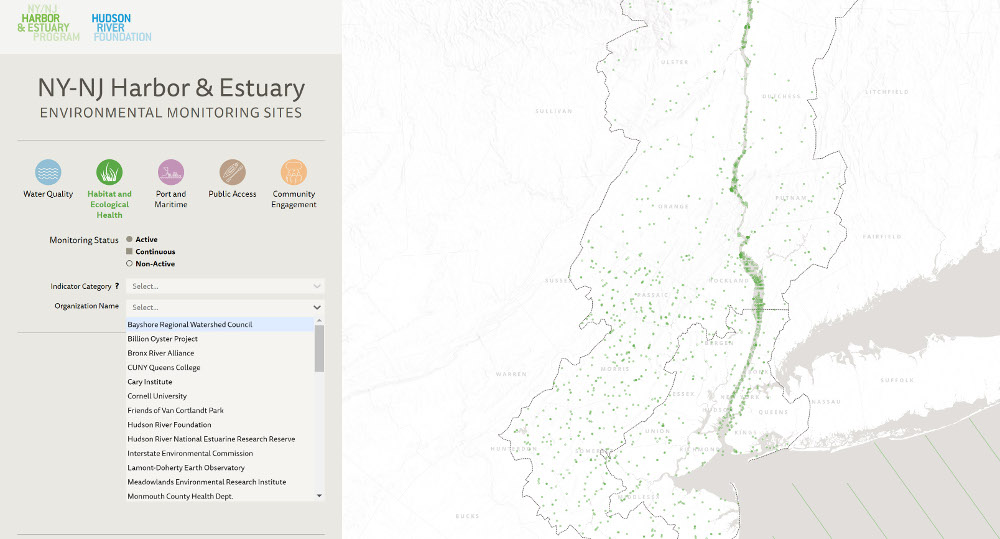 NY/NJ
HARBOR
& ESTUARY
PROGRAM
HUDSON
RIVER
FOUNDATION
NY-NJ Harbor & Estuary
ENVIRONMENTAL MONITORING SITES
Water Quality
Habitat and
Ecological
Health
Port and
Maritime
Public Access
Community
Engagement
Monitoring Status
Active
Continuous
Non-Active
Indicator Category ?
Select...
Organization Name
Select...
Bayshore Regional Watershed Council
Billion Oyster Project
Bronx River Alliance
CUNY Queens College
Cary Institute
Cornell University
Friends of Van Cortlandt Park
Hudson River Foundation
Hudson River National Estuarine Research Reserve
Interstate Environmental Commission
Lamont-Doherty Earth Observatory
Meadowlands Environmental Research Institute
Monmouth County Health Dept.
ULSTER
DUTCHESS
LITCHFIELD
SULLIVAN
ORANGE
PUTNAM
FAIRFIELD
SUSSEX
ROCKLAND
PASSAIC
BERGEN
WARREN
MORRIS
ESSEX
SUFFOLK
NASSAU
HUDSON
QUEENS
UNION
KINGS
RICHMOND
HUNTERDON
SOMERSET
MIDDLESEX
BUCKS